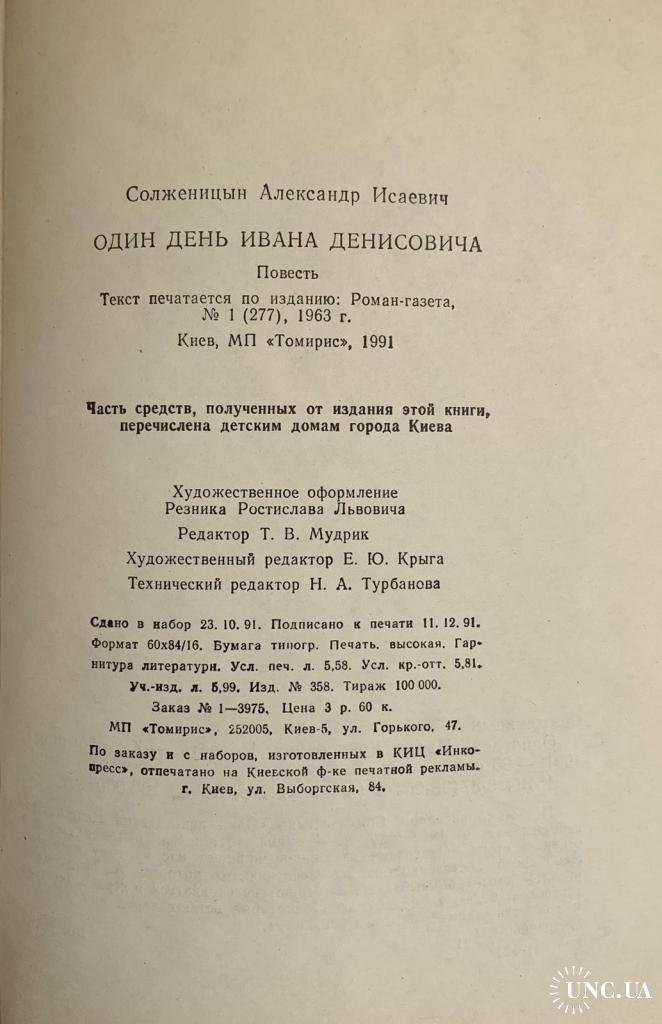 Солженицын Александр Исаевич
ОДИН ДЕНЬ ИВАНА ДЕНИСОВИЧА
Повесть
Текст печатается по изданию: Роман-газета,
№ 1 (277), 1963 г.
Киев, МП «Томирис», 1991
Часть средств, полученных от издания этой книги,
перечислена детским домам города Киева
Художественное оформление
Резника Ростислава Львовича
Редактор Т. В. Мудрик
Художественный редактор Е. Ю. Крыга
Технический редактор Н. А. Турбанова
Сдано в набор 23. 10. 91. Подписано к печати 11. 12. 91.
Формат 60х84/16. Бумага типогр. Печать. высокая. Гар-
нитура литературн. Усл. печ. л. 5,58. Усл. кр.-отт. 5,81.
Уч.-изд. л. 5,99. Изд. № 358. Тираж 100 000.
Заказ № 1—3975. Цена 3 р. 60 к.
МП «Томирис», 252005, Киев-5, ул. Горького, 47.
По заказу и с наборов, изготовленных в КИЦ «Инко-
пресс», отпечатано на Киевской ф-ке печатной рекламы.
г. Киев, ул. Выборгская, 84.
UNC.UA